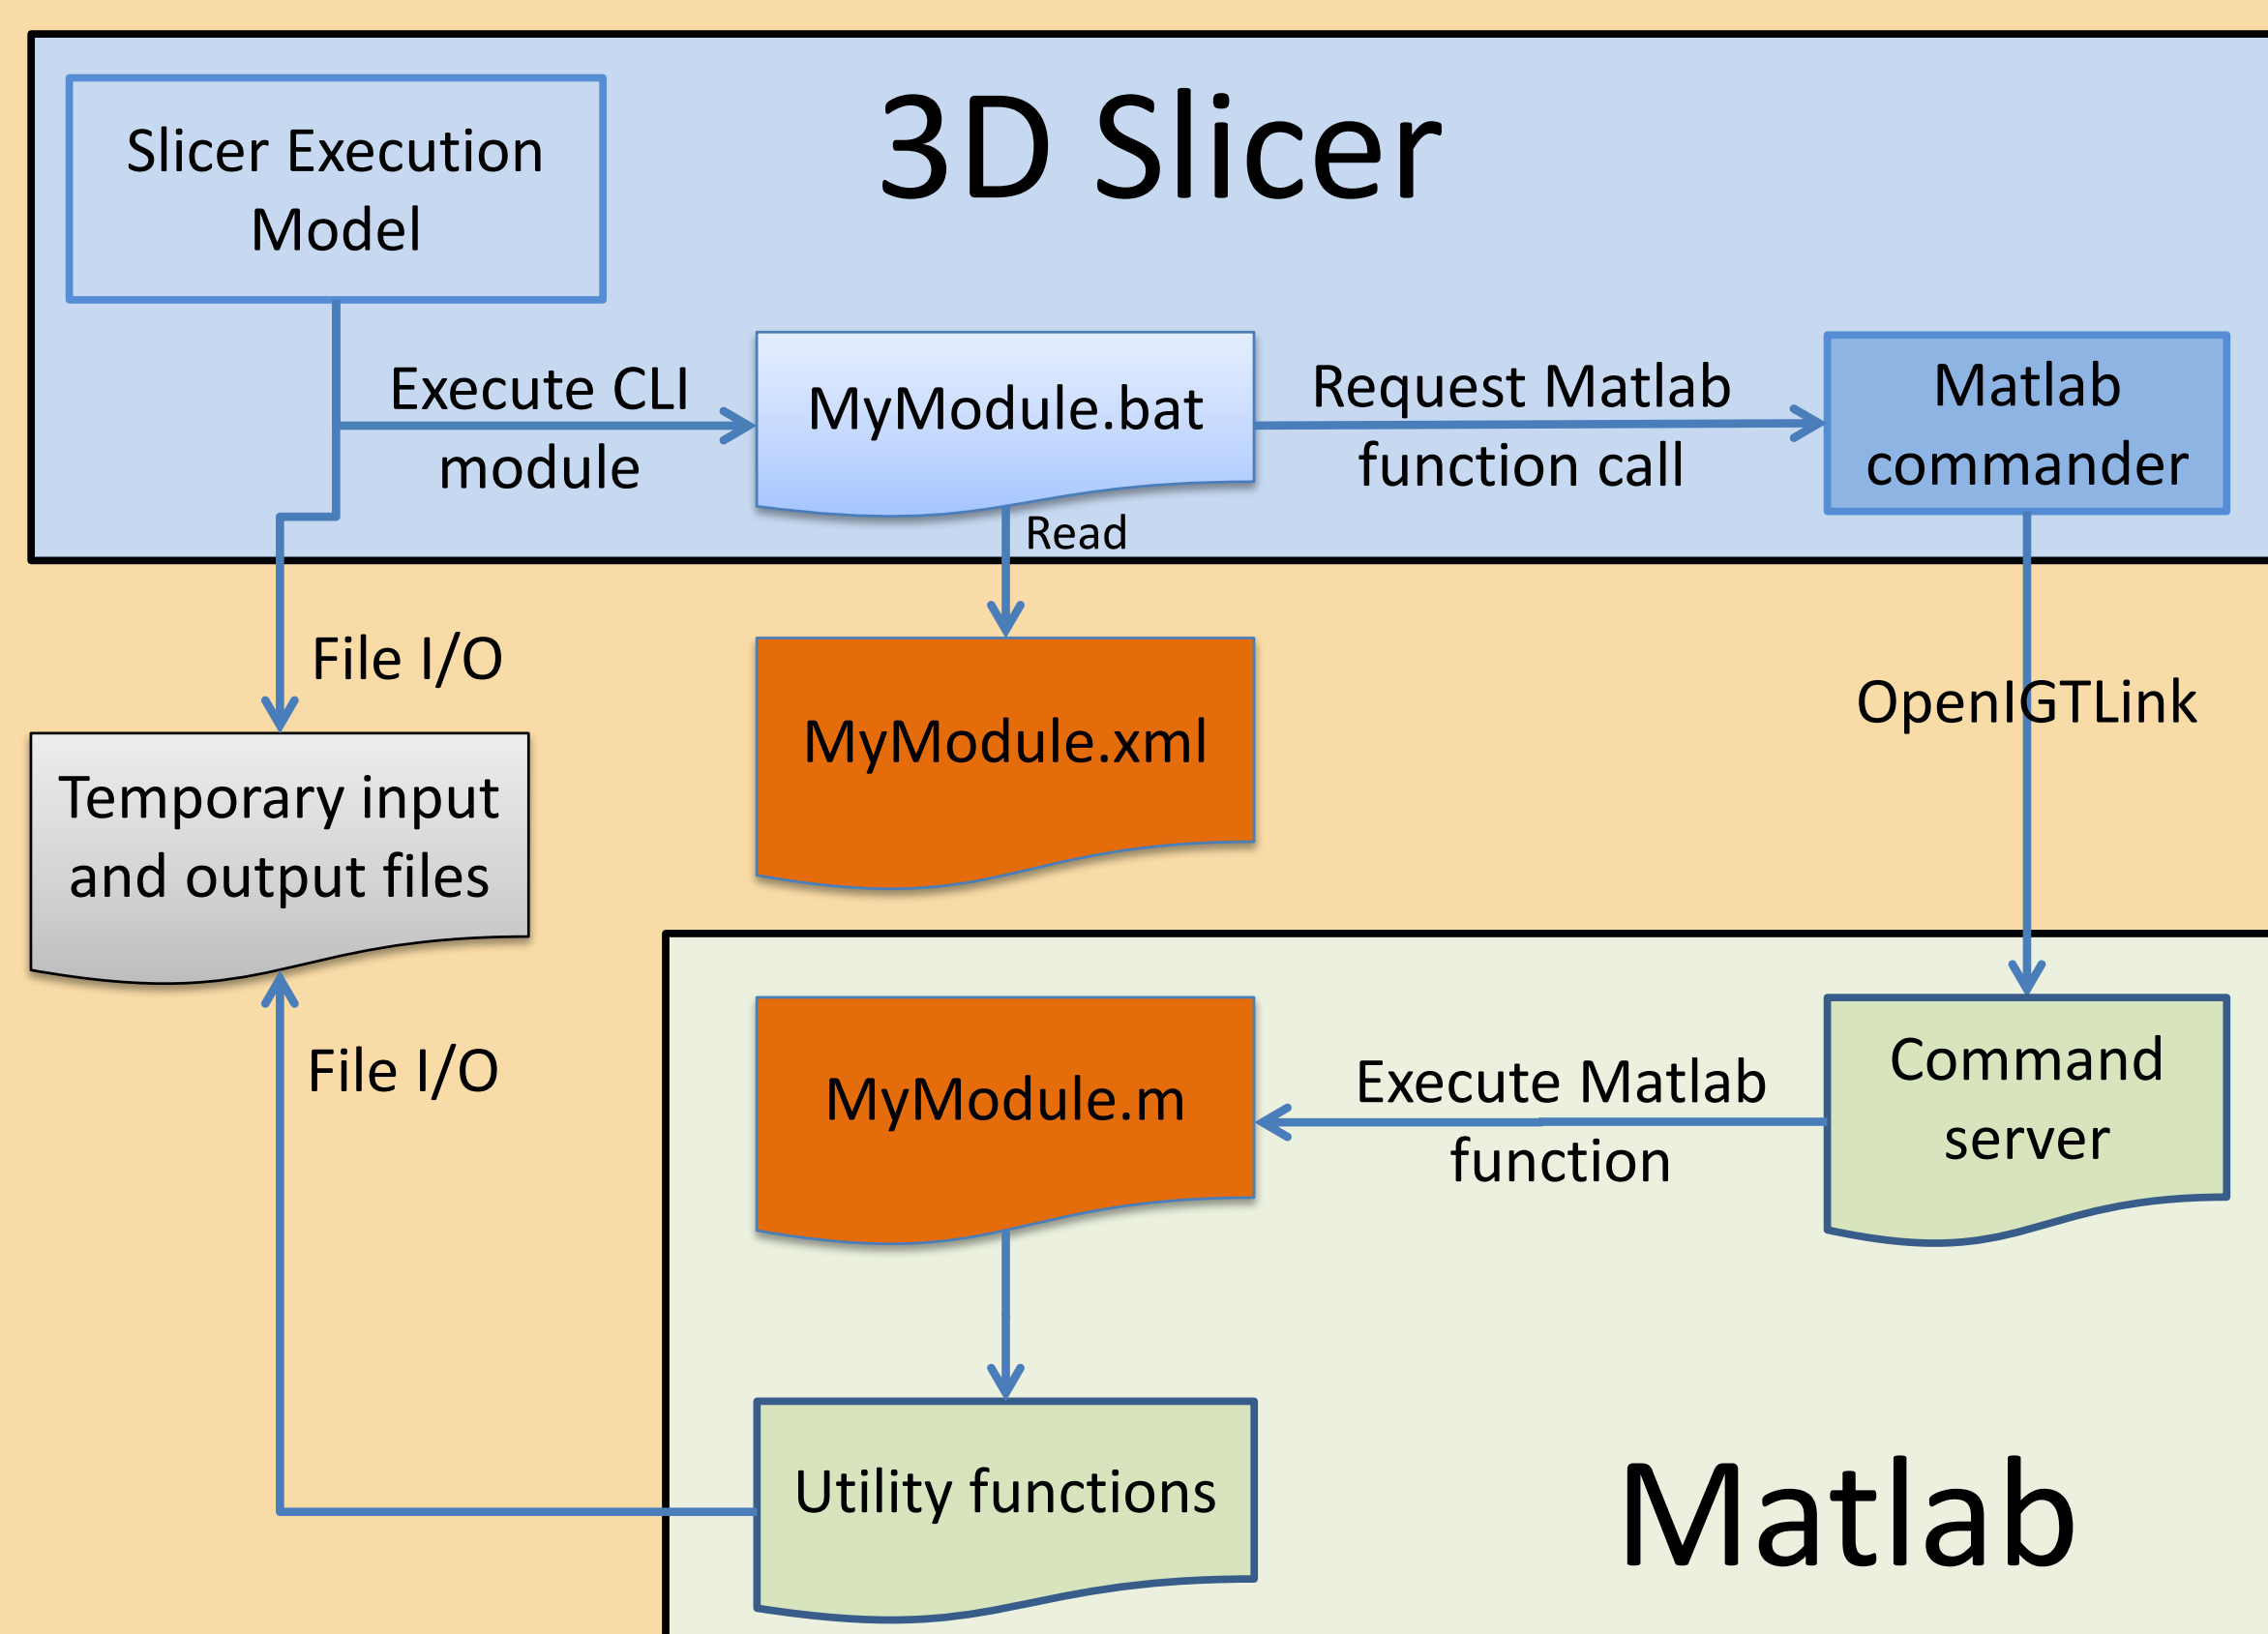 3D Slicer
Slicer Execution
Model
Execute CLI
module
MyModule.bat
Request Matlab
function call
Matlab
commander
Read
File I/O
MyModule.xml
OpenIGTLink
Temporary input
and output files
File I/O
MyModule.m
Execute Matlab
function
Command
server
Utility functions
Matlab